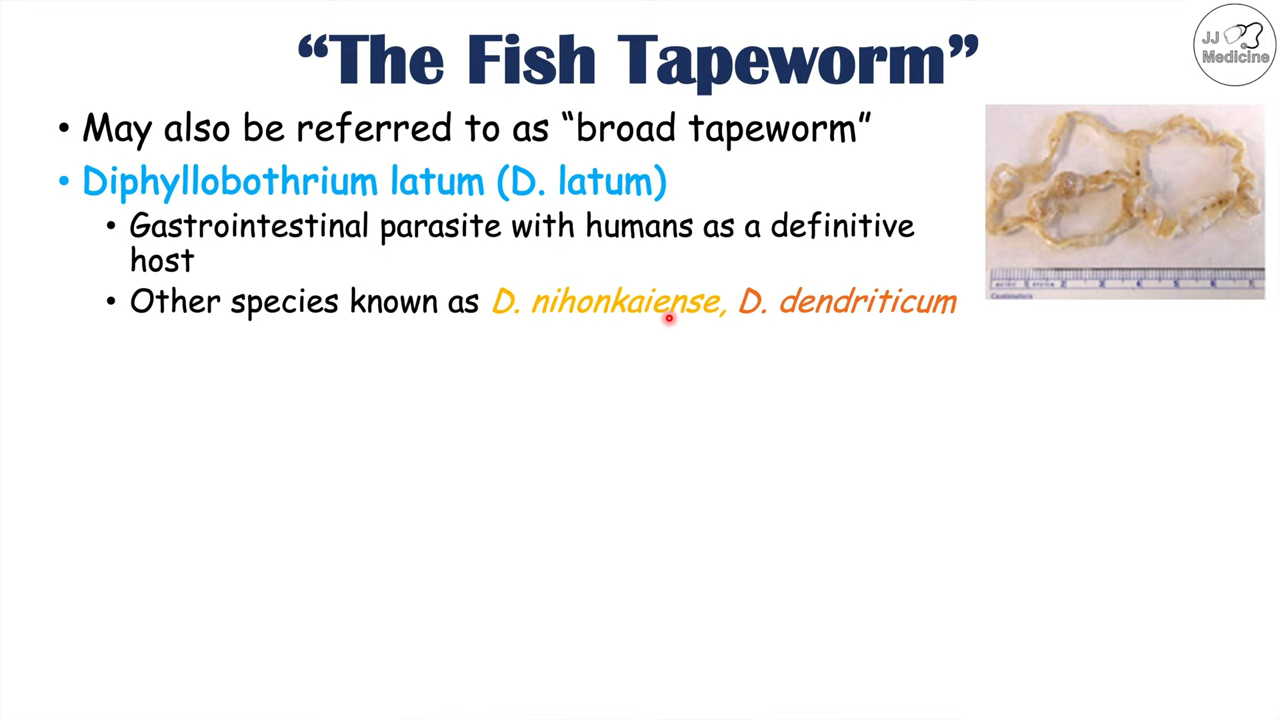 “The Fish Tapeworm”
JJ
Medicine
• May also be referred to as “broad tapeworm”
• Diphyllobothrium latum (D. latum)
• Gastrointestinal parasite with humans as a definitive
host
• Other species known as D. nihonkaiense, D. dendriticum